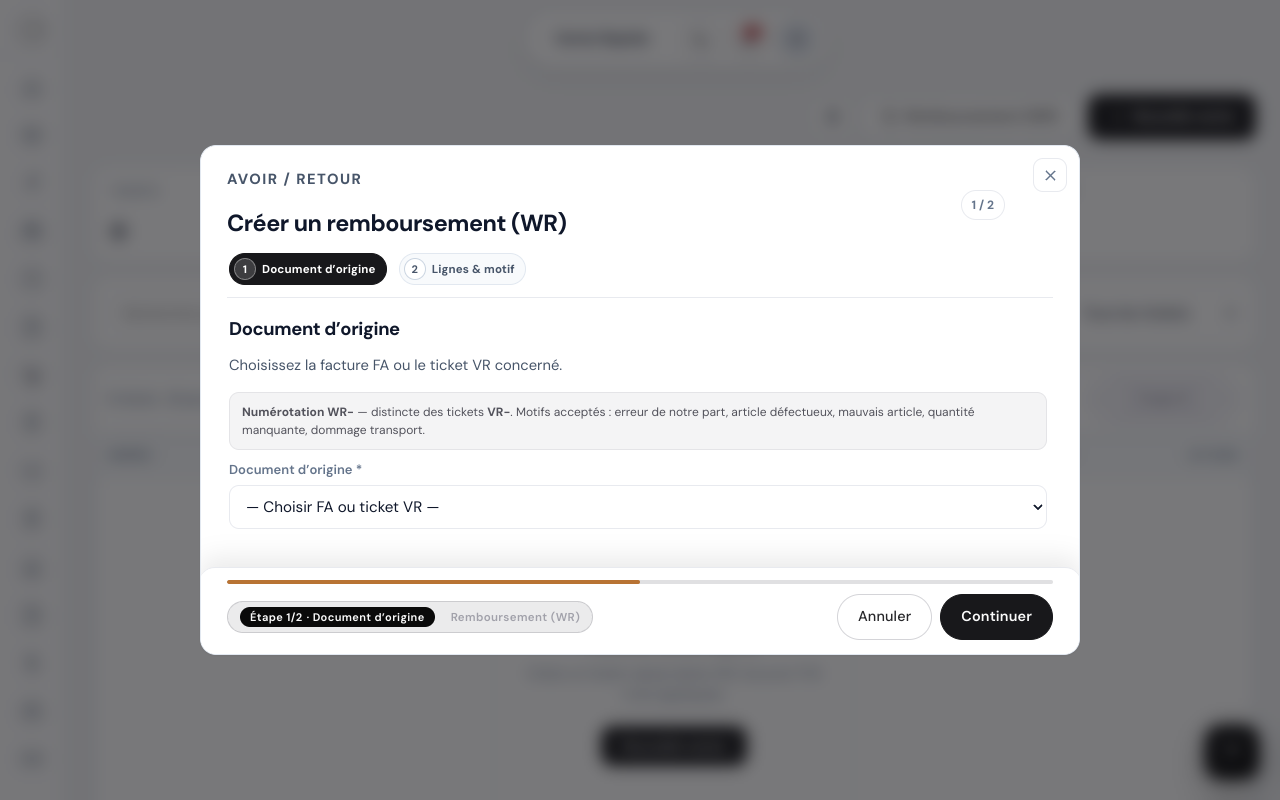 AVOIR / RETOUR
1 / 2
Créer un remboursement (WR)
1 Document d’origine
2 Lignes & motif
Document d’origine
Choisissez la facture FA ou le ticket VR concerné.
Numérotation WR- — distincte des tickets VR-. Motifs acceptés : erreur de notre part, article défectueux, mauvais article, quantité
manquante, dommage transport.
Document d’origine *
— Choisir FA ou ticket VR —
Étape 1/2 · Document d’origine
Remboursement (WR)
Annuler
Continuer